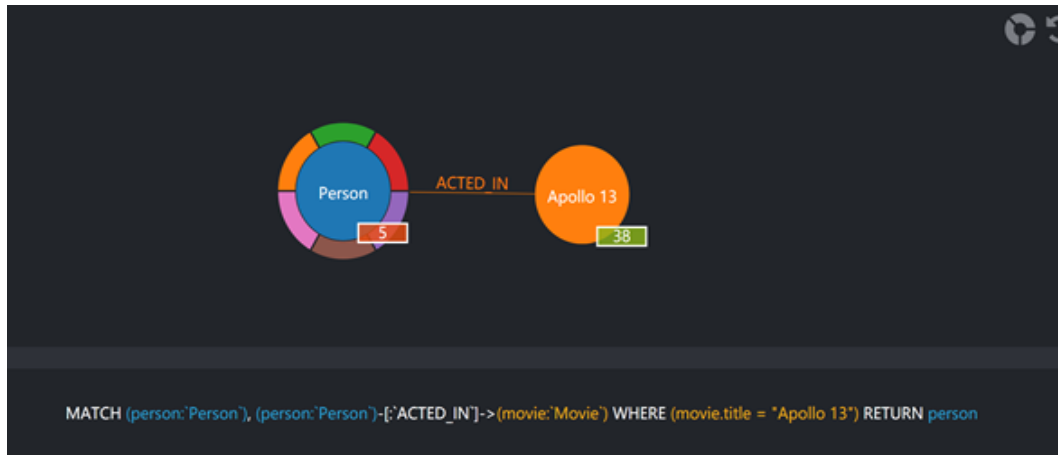 Person
ACTED_IN
Apollo 13
5
38
MATCH (person:`Person`), (person:`Person`)-[:`ACTED_IN`]->(movie:`Movie`) WHERE (movie.title = "Apollo 13") RETURN person